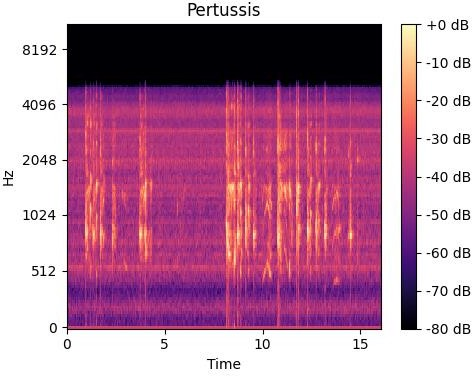 Pertussis
8192
4096
2048
1024
512
0
Hz
0 5 10 15
Time
+0 dB
-10 dB
-20 dB
-30 dB
-40 dB
-50 dB
-60 dB
-70 dB
-80 dB